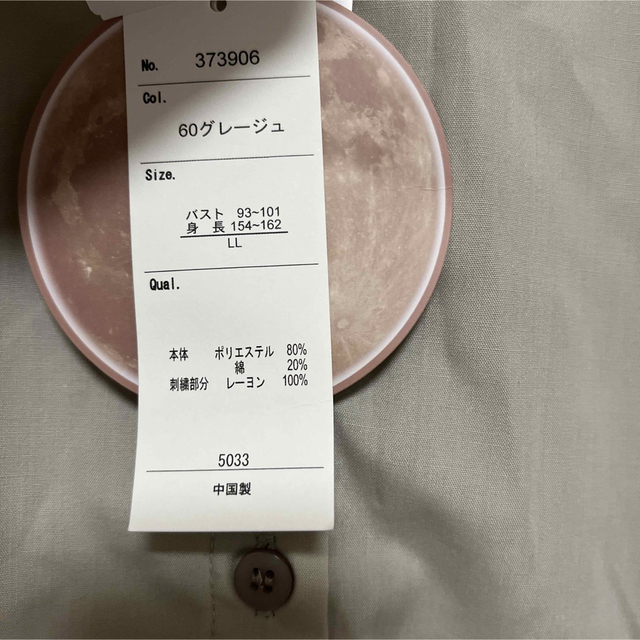 No. 373906
Col.
60グレージュ
Size.
バスト 93~101
身 長 154~162
LL
Qual.
本体 ポリエステル 80%
綿 20%
刺繍部分 レーヨン 100%
5033
中国製